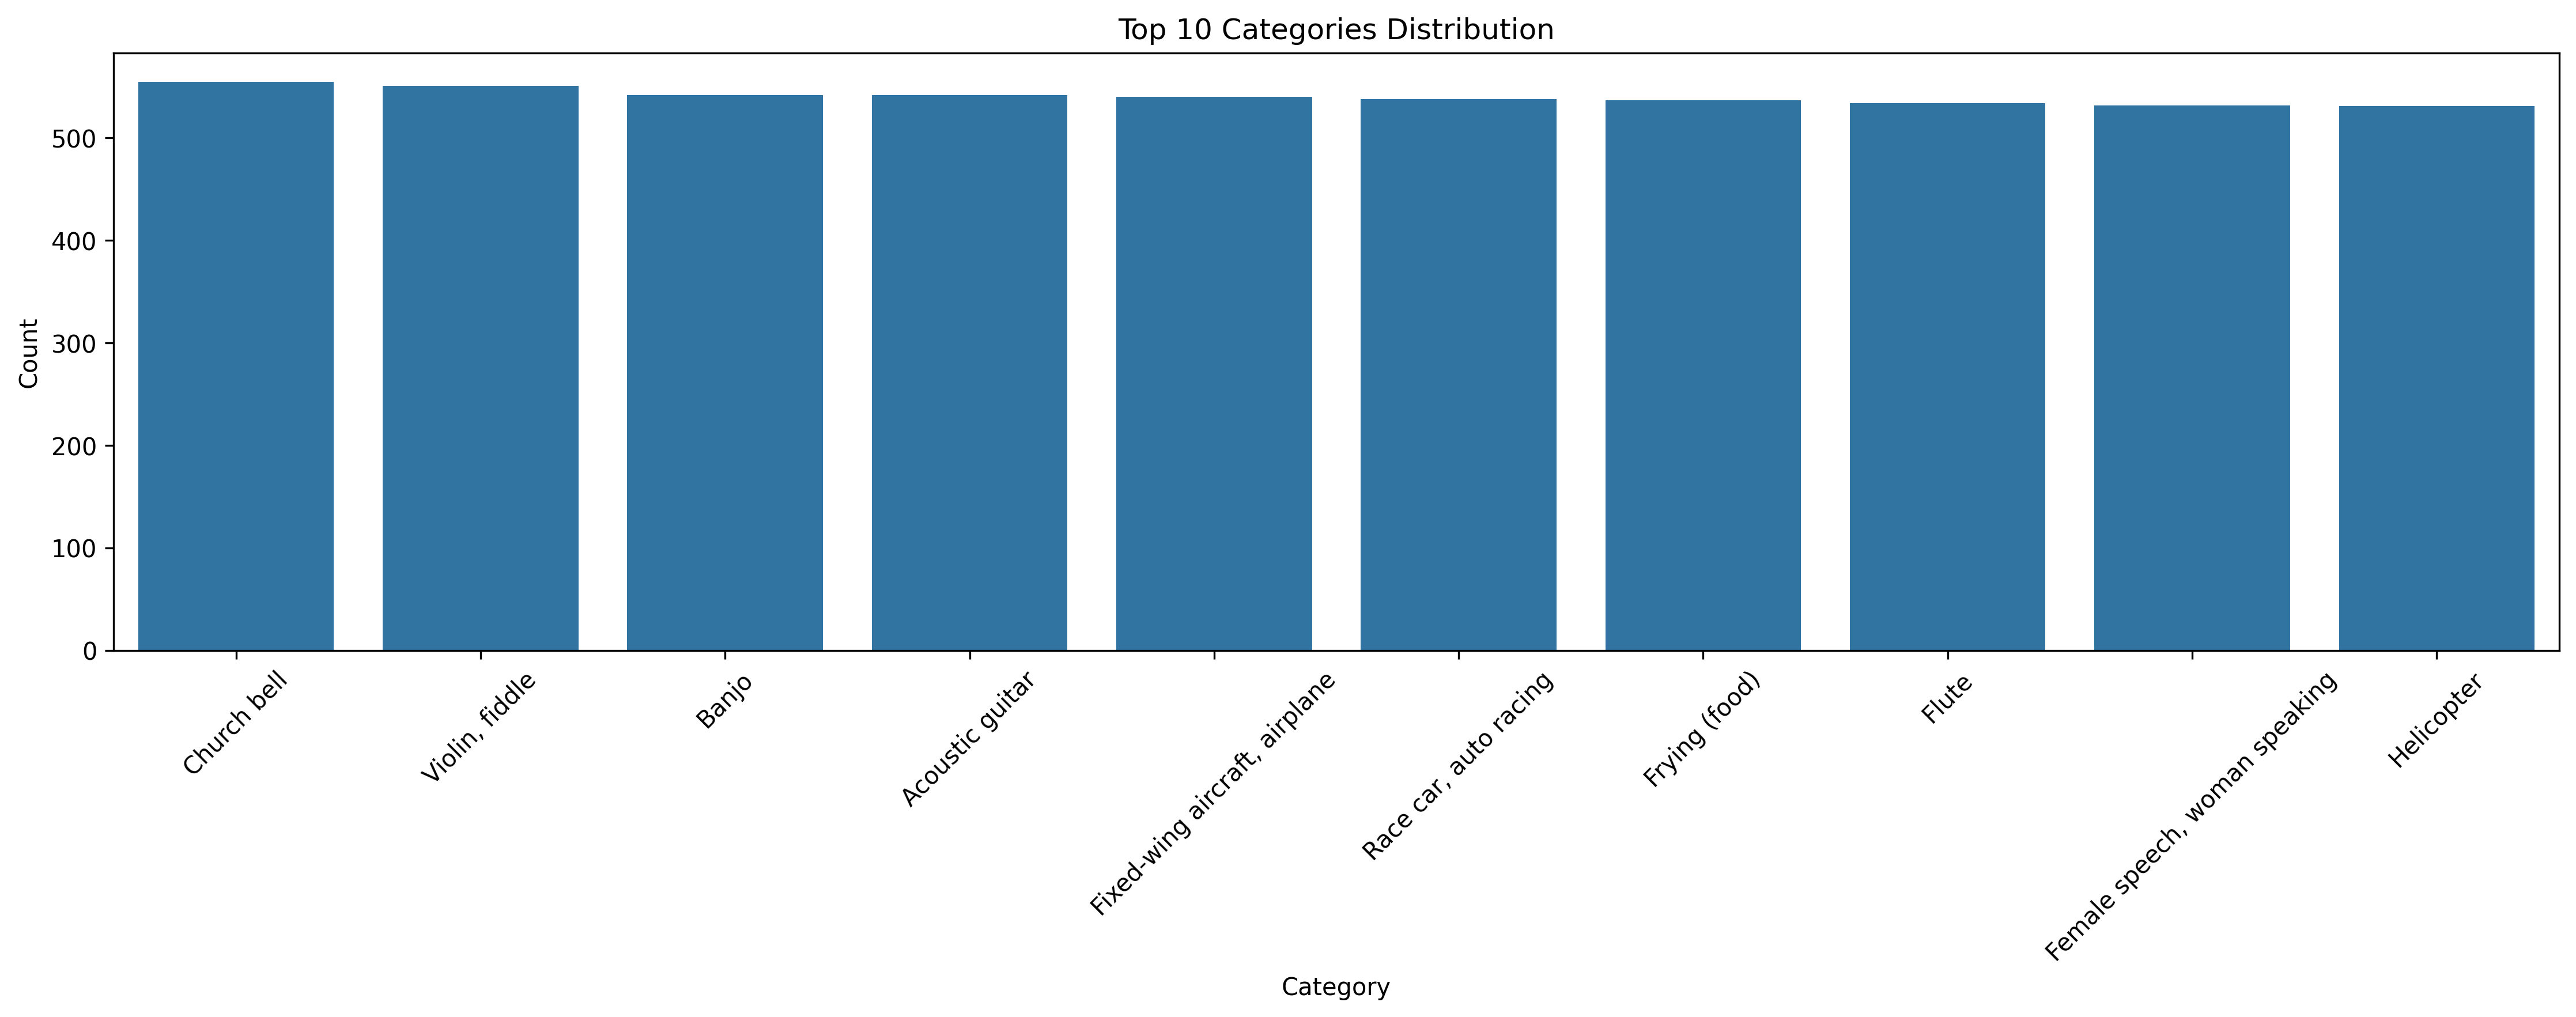 Top 10 Categories Distribution
Count
500
400
300
200
100
0
Church bell
Violin, fiddle
Banjo
Acoustic guitar
Fixed-wing aircraft, airplane
Race car, auto racing
Frying (food)
Flute
Female speech, woman speaking
Helicopter
Category